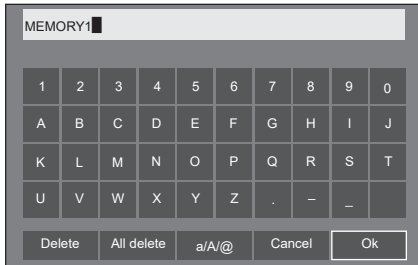 MEMORY1
1 2 3 4 5 6 7 8 9 0
A B C D E F G H I J
K L M N O P Q R S T
U V W X Y Z . – _
Delete All delete a/A/@ Cancel Ok